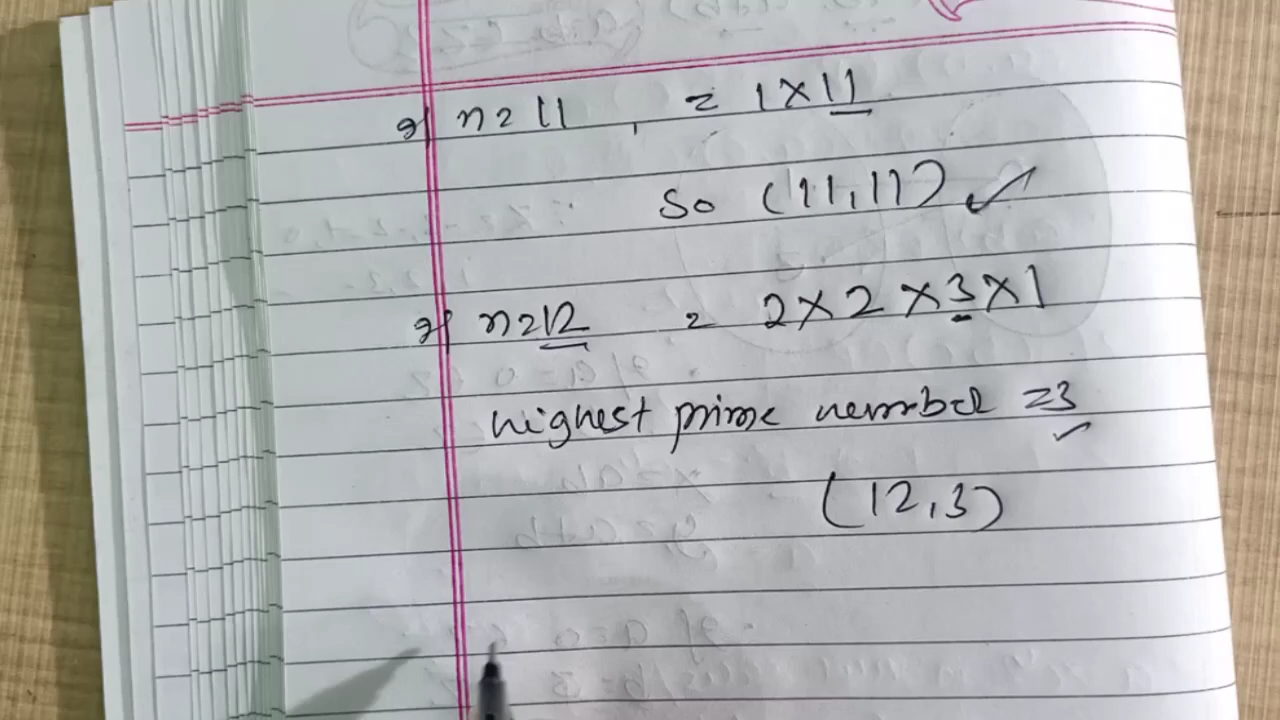 If n = 11, = 1 × 11
So (11,11) ✓
If n = 12 = 2 × 2 × 3 × 1
highest prime number = 3
(12,3)